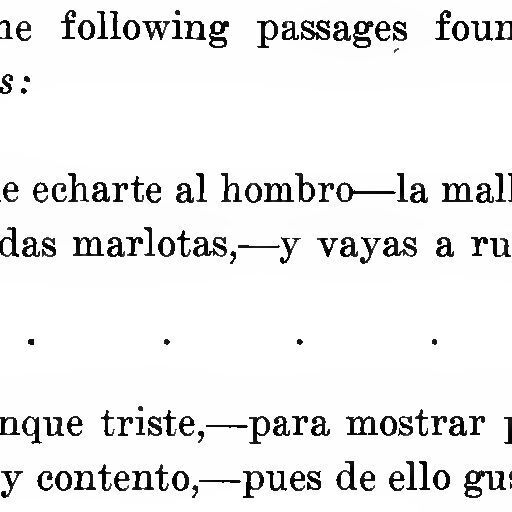 he following passages foun
s:
e echarte al hombro—la mall
das marlotas,—y vayas a ru
. . . .
nque triste,—para mostrar p
y contento,—pues de ello gus